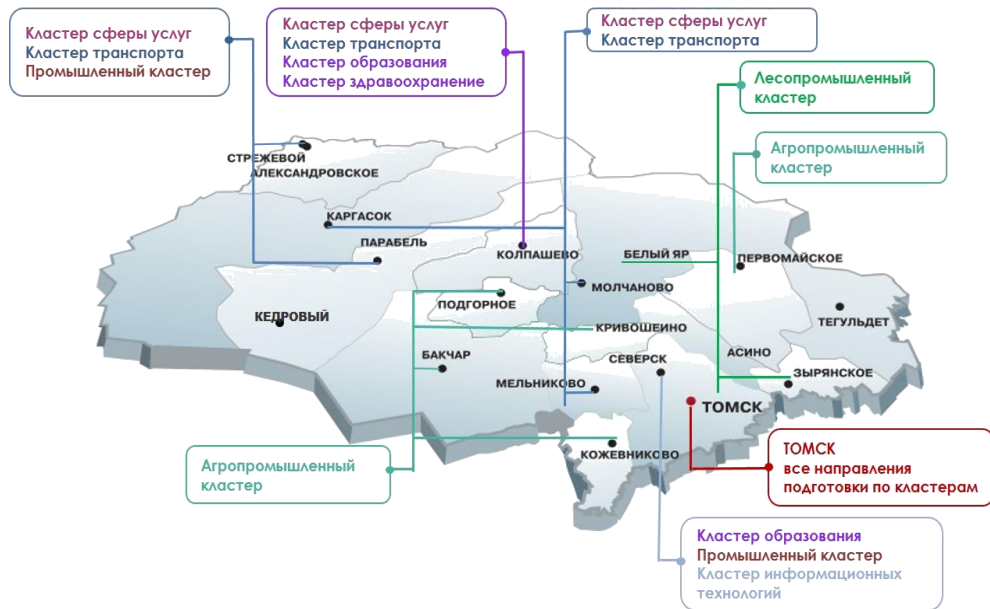 Кластер сферы услуг
Кластер транспорта
Промышленный кластер
Кластер сферы услуг
Кластер транспорта
Кластер образования
Кластер здравоохранение
Кластер сферы услуг
Кластер транспорта
Лесопромышленный
кластер
Агропромышленный
кластер
СТРЕЖЕВОЙ
АЛЕКСАНДРОВСКОЕ
КАРГАСОК
ПАРАБЕЛЬ
КОЛПАШЕВО
БЕЛЫЙ ЯР
ПЕРВОМАЙСКОЕ
МОЛЧАНОВО
ПОДГОРНОЕ
КЕДРОВЫЙ
ТЕГУЛЬДЕТ
КРИВОШЕИНО
БАКЧАР
СЕВЕРСК
АСИНО
ЗЫРЯНСКОЕ
МЕЛЬНИКОВО
ТОМСК
КОЖЕВНИКОВО
Агропромышленный
кластер
ТОМСК
все направления
подготовки по кластерам
Кластер образования
Промышленный кластер
Кластер информационных
технологий